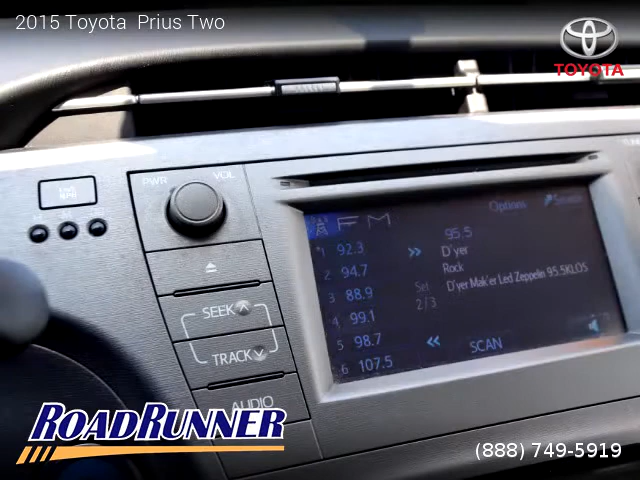 2015 Toyota Prius Two
TOYOTA
PWR
VOL
SEEK
TRACK
AUDIO
FM
Options
95.5
1 92.3
2 94.7
3 88.9
4 99.1
5 98.7
6 107.5
D'yer
Rock
Sel
2/3
D'yer Mak'er Led Zeppelin 95.5KLOS
SCAN
ROADRUNNER
(888) 749-5919